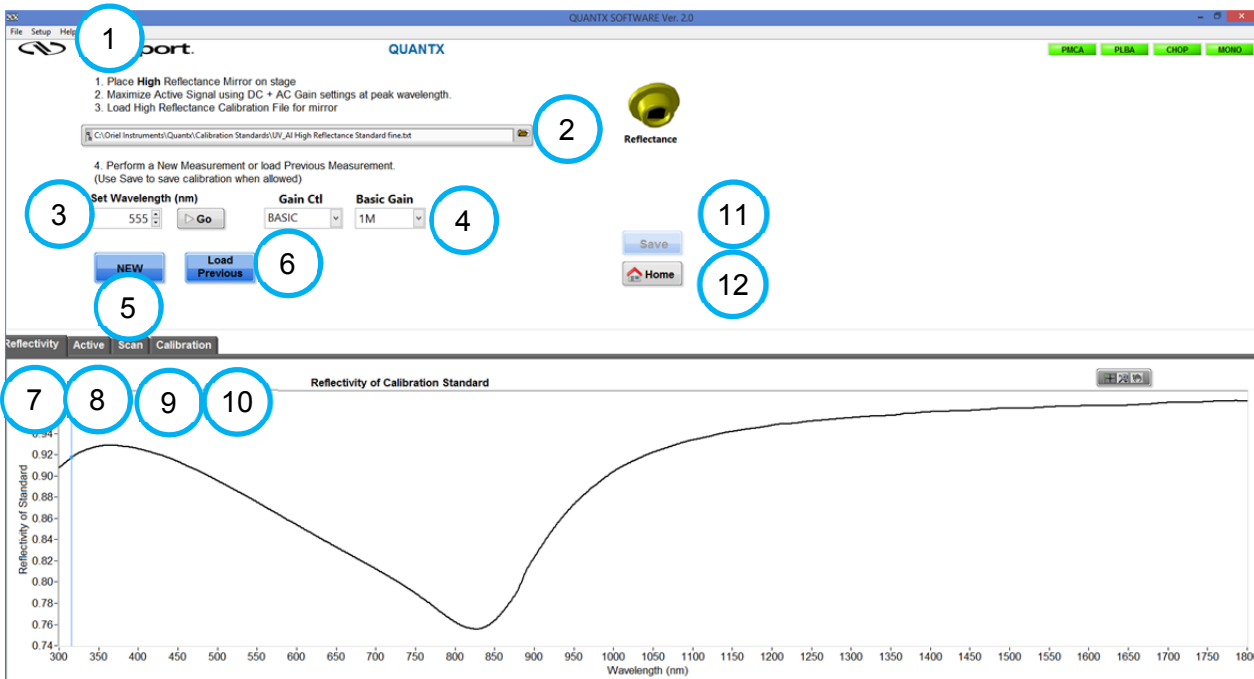 QUANTX SOFTWARE Ver. 2.0
File Setup Help
1
port.
QUANTX
PMCA PLBA CHOP MONO
1. Place High Reflectance Mirror on stage
2. Maximize Active Signal using DC + AC Gain settings at peak wavelength.
3. Load High Reflectance Calibration File for mirror
C:\Oriel Instruments\Quantx\Calibration Standards\UV_Al High Reflectance Standard fine.txt
2
Reflectance
4. Perform a New Measurement or load Previous Measurement.
(Use Save to save calibration when allowed)
3
Set Wavelength (nm)
Gain Ctl
Basic Gain
555
Go
BASIC
1M
4
11
Save
NEW
Load
Previous
6
Home
12
5
Reflectivity Active Scan Calibration
7 8 9 10
Reflectivity of Calibration Standard
0.94
0.92
0.90
0.88
0.86
0.84
0.82
0.80
0.78
0.76
0.74
Reflectivity of Standard
300 350 400 450 500 550 600 650 700 750 800 850 900 950 1000 1050 1100 1150 1200 1250 1300 1350 1400 1450 1500 1550 1600 1650 1700 1750
Wavelength (nm)